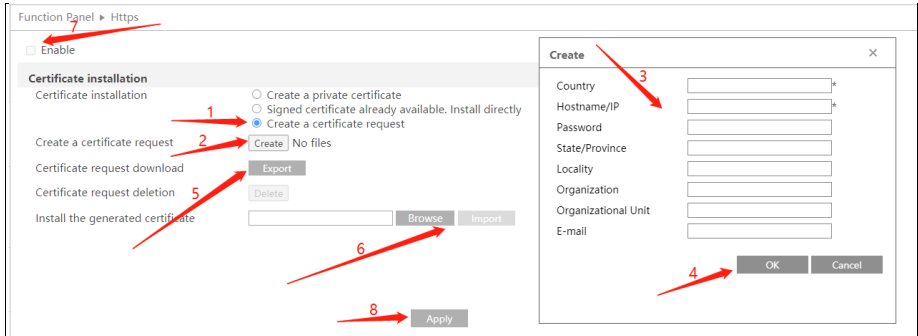 Function Panel ▸ Https
7
Enable
Certificate installation
Certificate installation
Create a private certificate
Signed certificate already available. Install directly
1
Create a certificate request
Create a certificate request
2
Create
No files
Certificate request download
Export
Certificate request deletion
5
Delete
Install the generated certificate
Browse
Import
6
8
Apply
Create
×
3
Country
*
Hostname/IP
*
Password
State/Province
Locality
Organization
Organizational Unit
E-mail
4
OK
Cancel